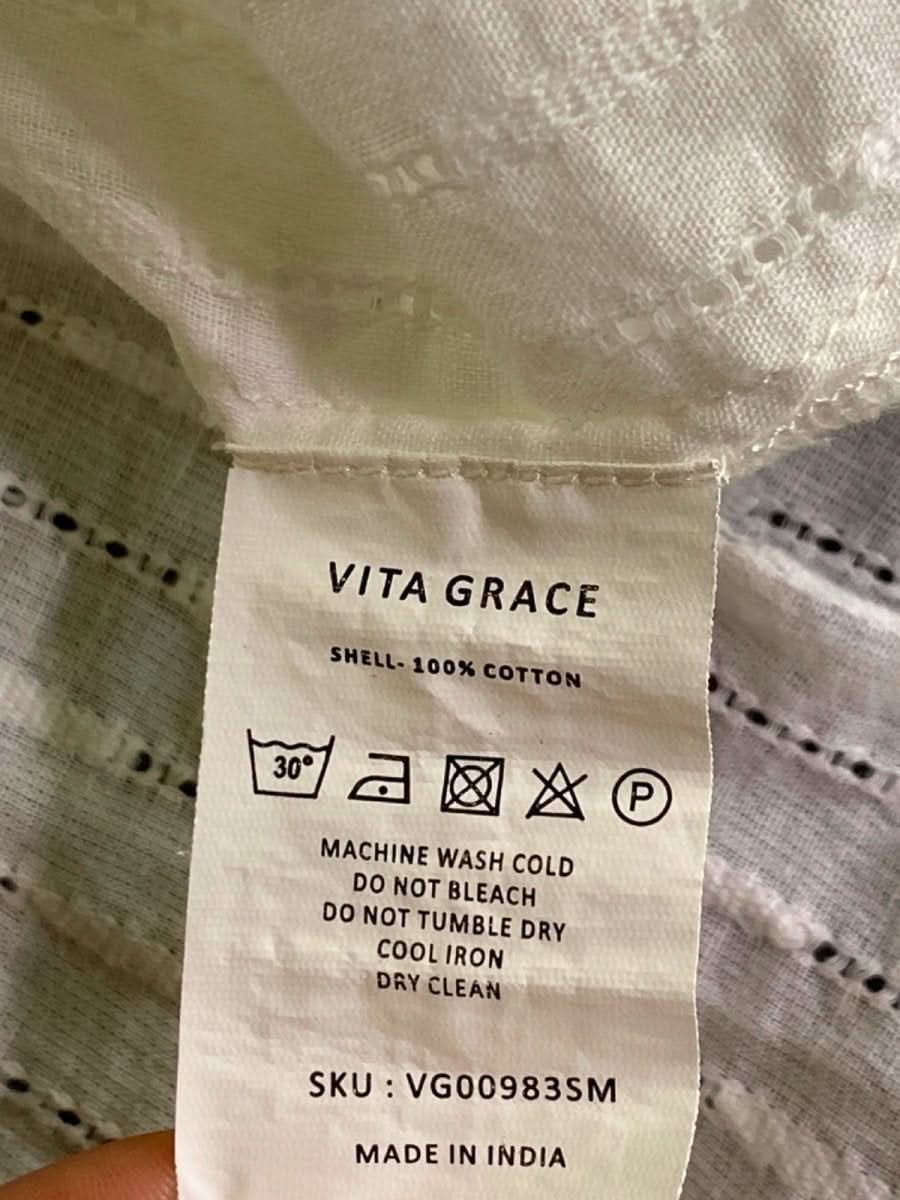 VITA GRACE
SHELL- 100% COTTON
30° P
MACHINE WASH COLD
DO NOT BLEACH
DO NOT TUMBLE DRY
COOL IRON
DRY CLEAN
SKU : VG00983SM
MADE IN INDIA